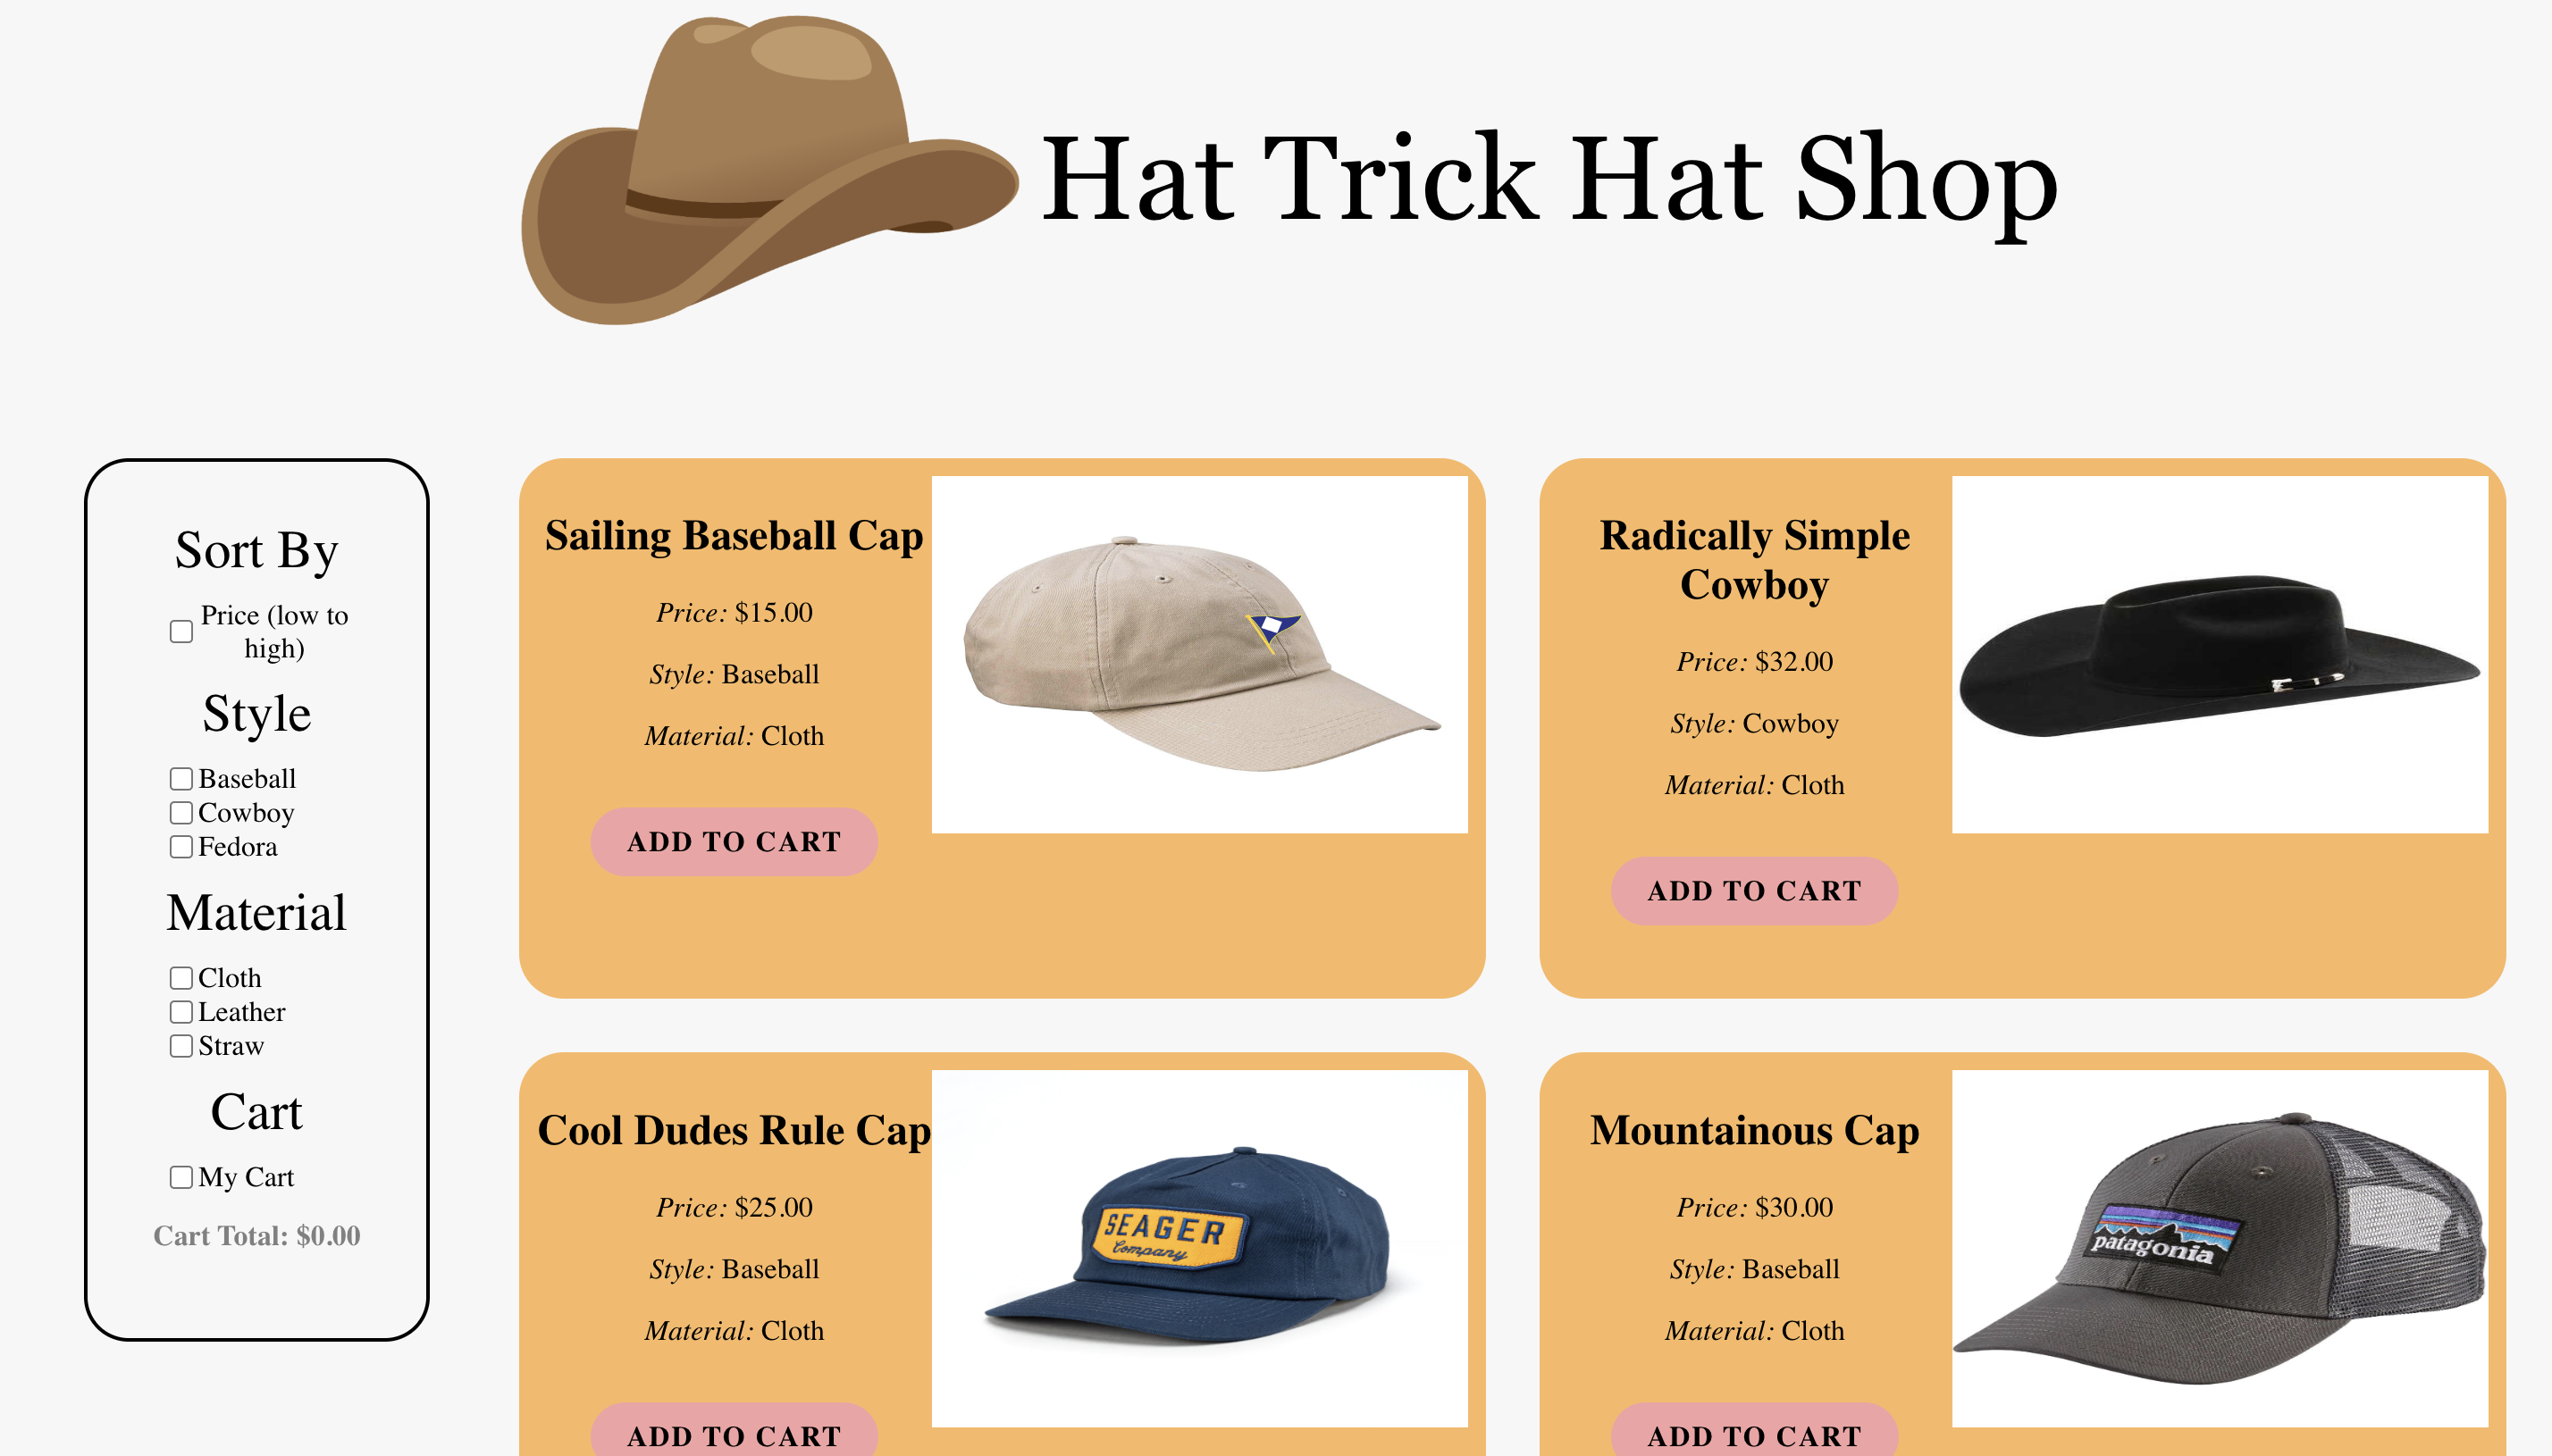 Hat Trick Hat Shop
Sort By
Price (low to
high)
Style
Baseball
Cowboy
Fedora
Material
Cloth
Leather
Straw
Cart
My Cart
Cart Total: $0.00
Sailing Baseball Cap
Price: $15.00
Style: Baseball
Material: Cloth
ADD TO CART
Radically Simple
Cowboy
Price: $32.00
Style: Cowboy
Material: Cloth
ADD TO CART
Cool Dudes Rule Cap
Price: $25.00
Style: Baseball
Material: Cloth
ADD TO CART
SEAGER
Company
Mountainous Cap
Price: $30.00
Style: Baseball
Material: Cloth
ADD TO CART
patagonia